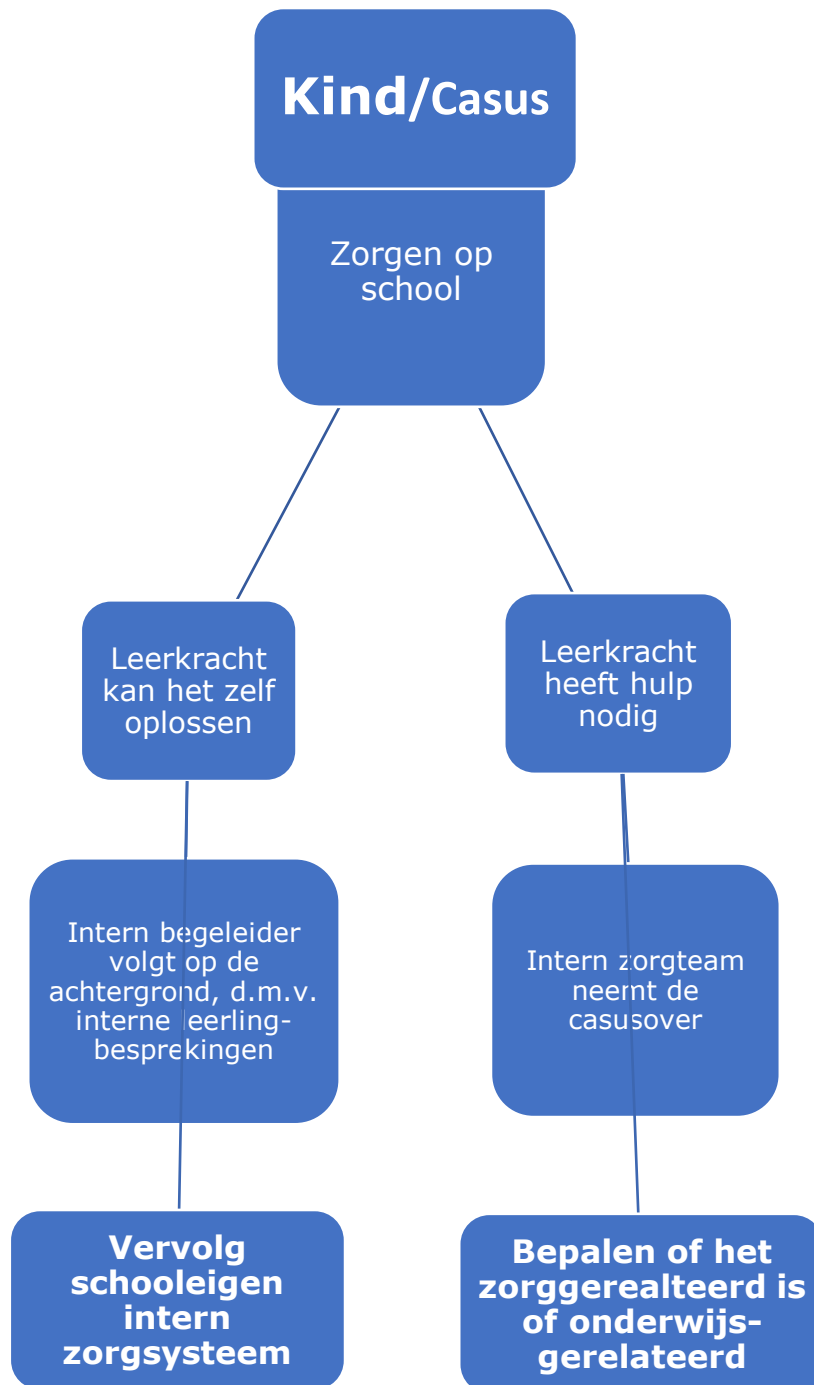 Kind/Casus
Zorgen op
school
Leerkracht
kan het zelf
oplossen
Leerkracht
heeft hulp
nodig
Intern begeleider
volgt op de
achtergrond, d.m.v.
interne leerling-
besprekingen
Intern zorgteam
neemt de
casusover
Vervolg
schooleigen
intern
zorgsysteem
Bepalen of het
zorggerealteerd is
of onderwijs-
gerelateerd